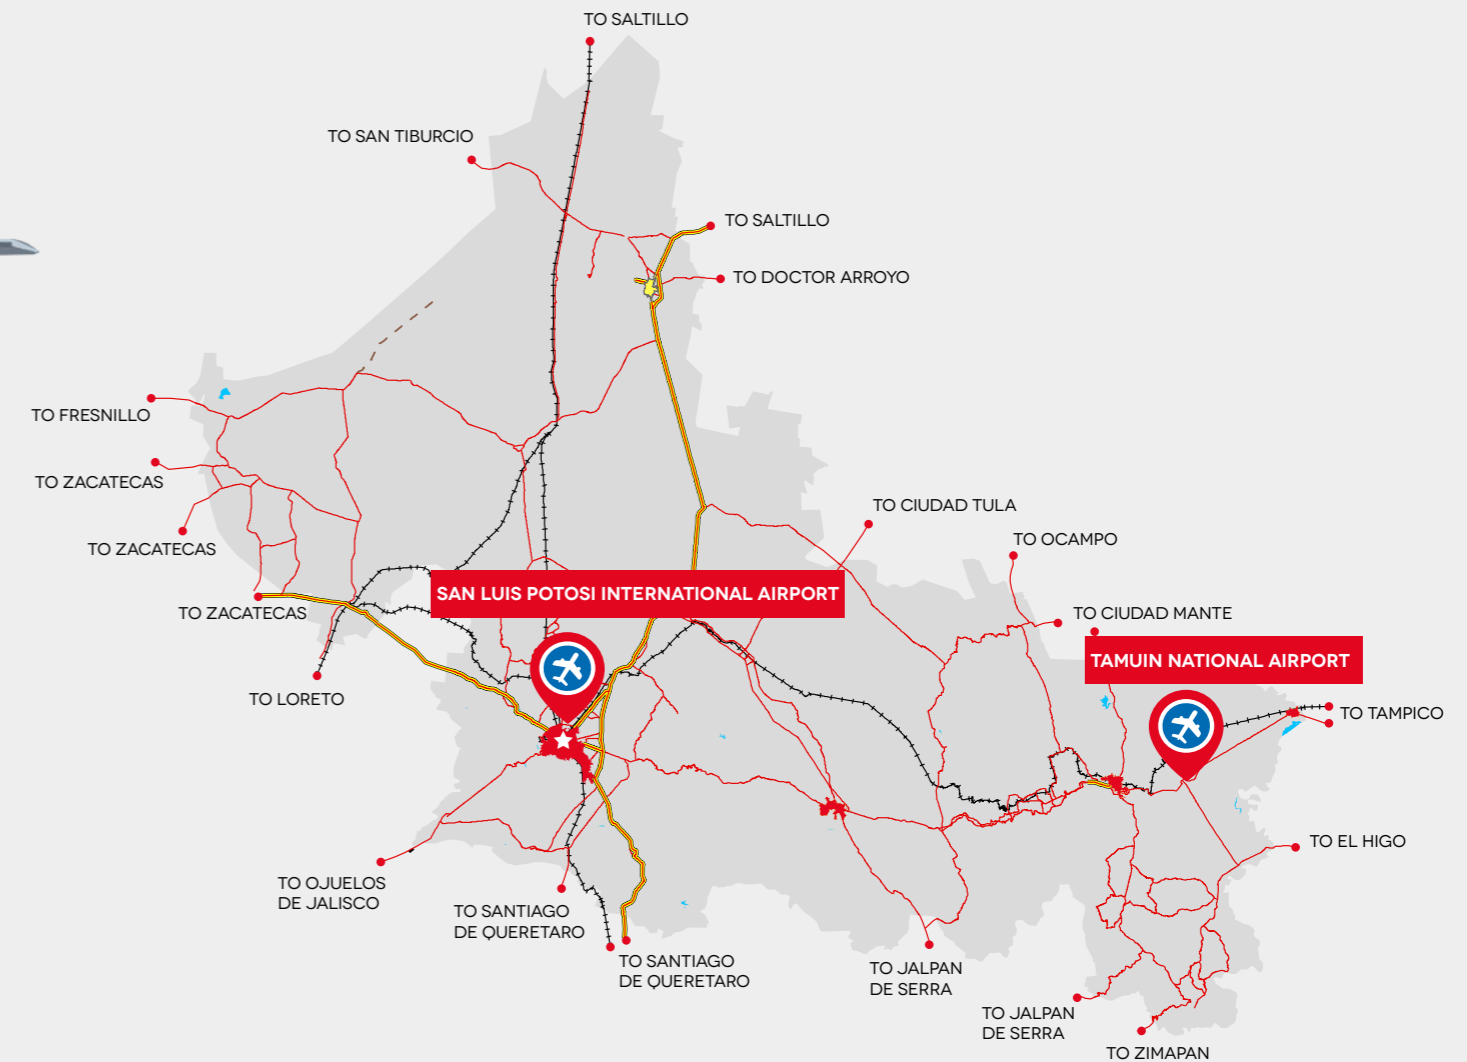 TO SALTILLO
TO SAN TIBURCIO
TO SALTILLO
TO DOCTOR ARROYO
TO FRESNILLO
TO ZACATECAS
TO CIUDAD TULA
TO OCAMPO
TO ZACATECAS
SAN LUIS POTOSI INTERNATIONAL AIRPORT
TO ZACATECAS
TO CIUDAD MANTE
TAMUIN NATIONAL AIRPORT
TO LORETO
TO TAMPICO
TO EL HIGO
TO OJUELOS
DE JALISCO
TO SANTIAGO
DE QUERETARO
TO SANTIAGO
DE QUERETARO
TO JALPAN
DE SERRA
TO JALPAN
DE SERRA
TO ZIMAPAN